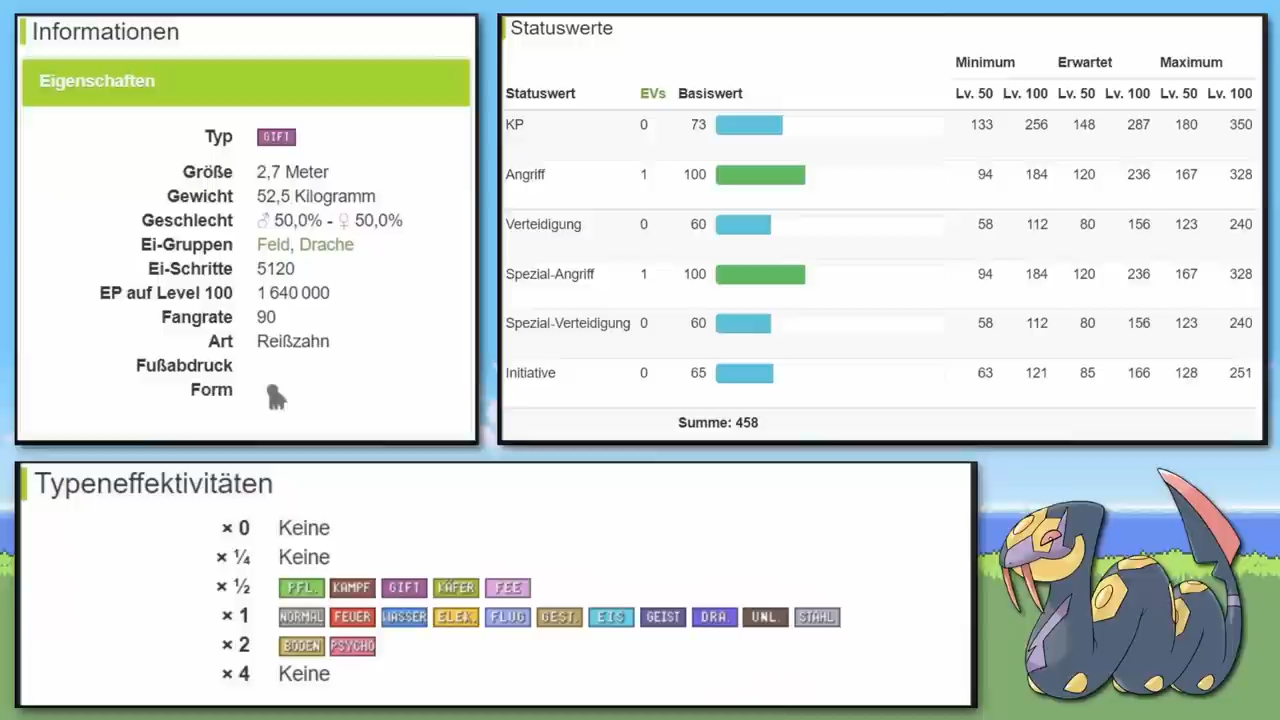 Informationen
Eigenschaften
Typ GIFT
Größe 2,7 Meter
Gewicht 52,5 Kilogramm
Geschlecht ♂ 50,0% - ♀ 50,0%
Ei-Gruppen Feld, Drache
Ei-Schritte 5120
EP auf Level 100 1 640 000
Fangrate 90
Art Reißzahn
Fußabdruck
Form
Statuswerte
Minimum Erwartet Maximum
Statuswert EVs Basiswert Lv. 50 Lv. 100 Lv. 50 Lv. 100 Lv. 50 Lv. 100
KP 0 73 133 256 148 287 180 350
Angriff 1 100 94 184 120 236 167 328
Verteidigung 0 60 58 112 80 156 123 240
Spezial-Angriff 1 100 94 184 120 236 167 328
Spezial-Verteidigung 0 60 58 112 80 156 123 240
Initiative 0 65 63 121 85 166 128 251
Summe: 458
Typeneffektivitäten
× 0 Keine
× ¼ Keine
× ½ PFL. KAMPF GIFT KÄFER FEE
× 1 NORMAL FEUER WASSER ELEK. FLUG GEST. EIS GEIST DRA. UNL. STAHL
× 2 BODEN PSYCHO
× 4 Keine